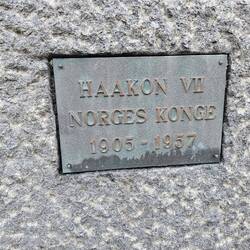 HAAKON VII
NORGES KONGE
1905 - 1957